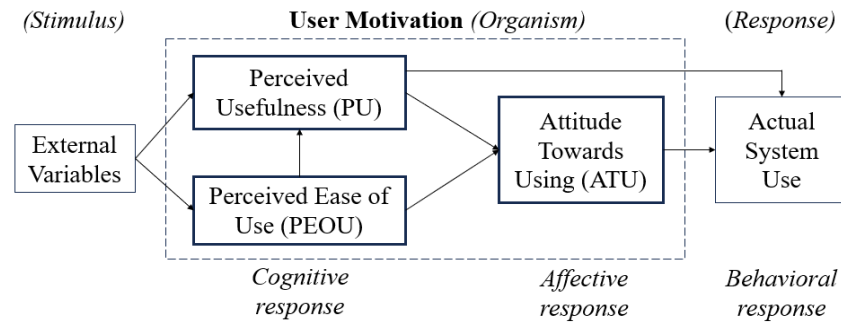 (Stimulus) User Motivation (Organism) (Response)
Perceived
Usefulness (PU)
External
Variables
Attitude
Towards
Using (ATU)
Actual
System
Use
Perceived Ease of
Use (PEOU)
Cognitive
response
Affective
response
Behavioral
response